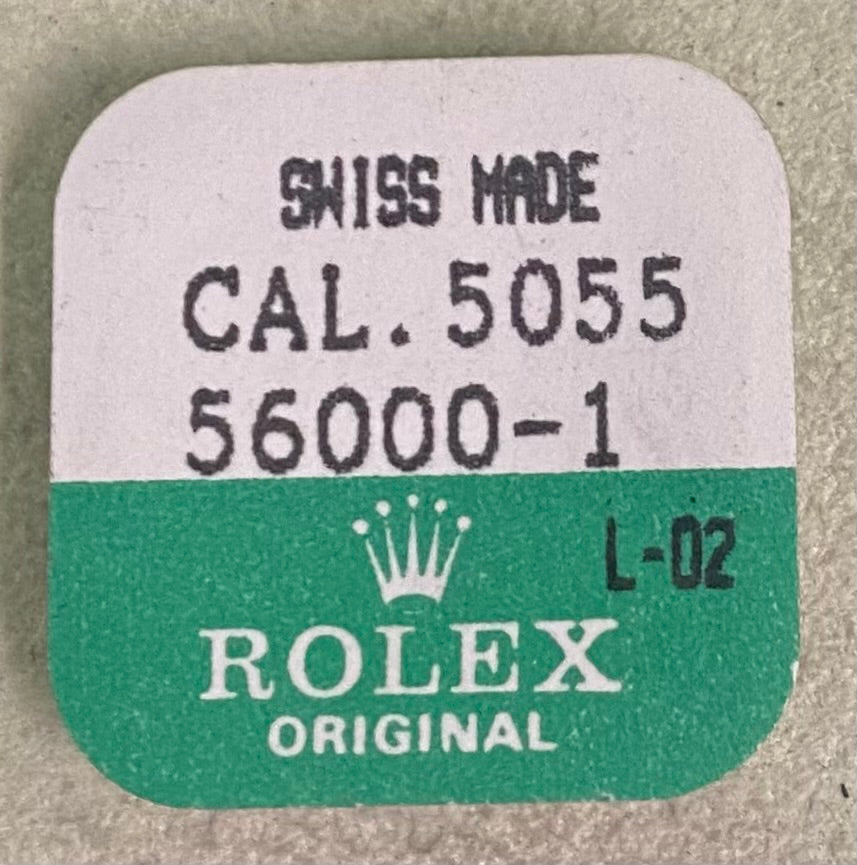 SWISS MADE
CAL. 5055
56000-1
L-02
ROLEX
ORIGINAL